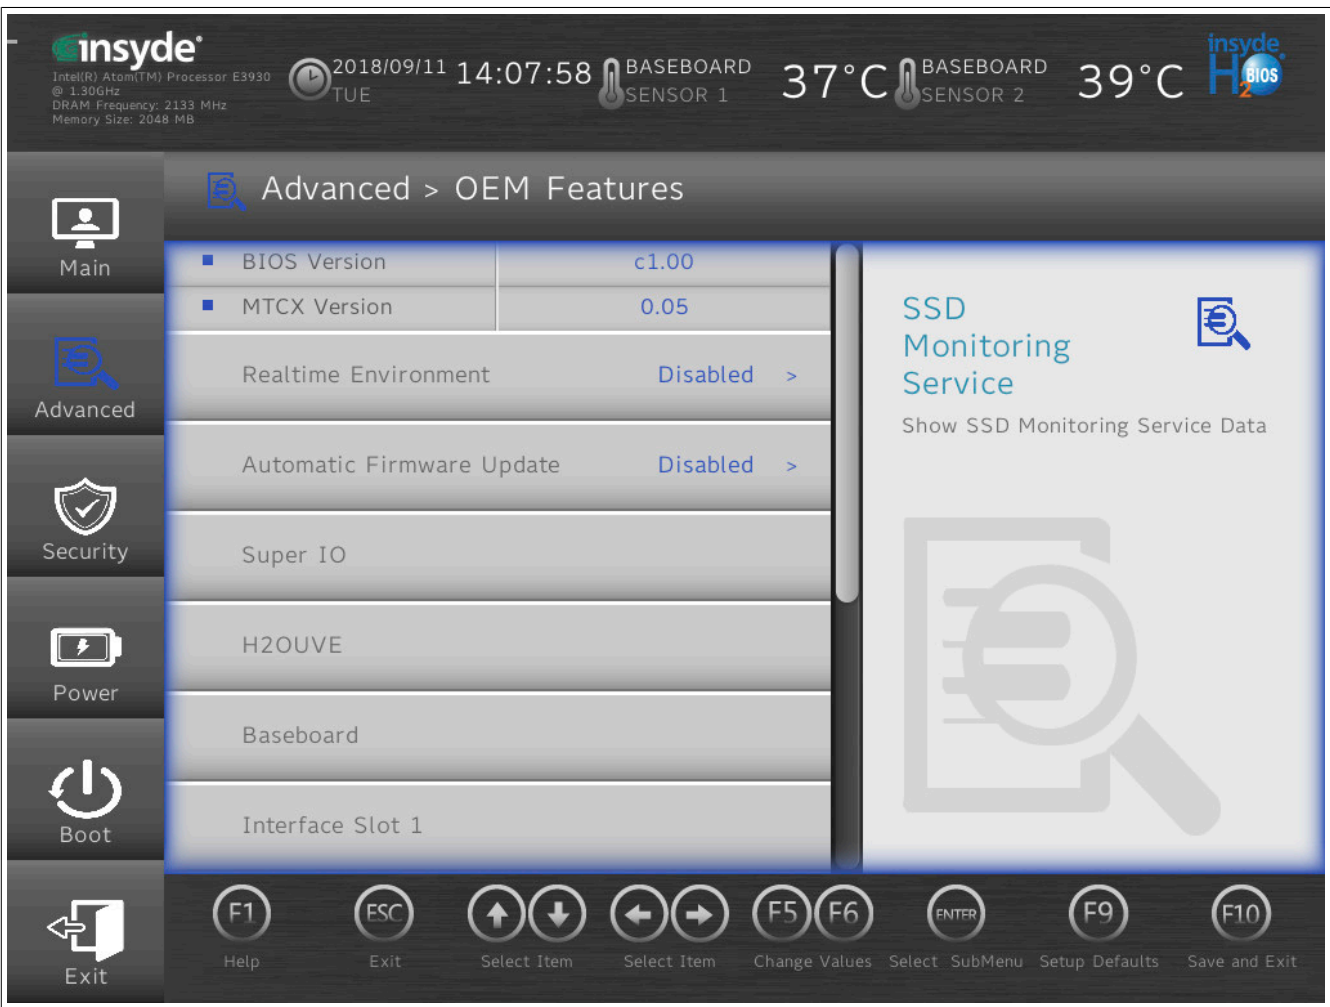 insyde
Intel(R) Atom(TM) Processor E3930
@ 1.30GHz
DRAM Frequency: 2133 MHz
Memory Size: 2048 MB
2018/09/11
TUE
14:07:58
BASEBOARD
SENSOR 1
37°C
BASEBOARD
SENSOR 2
39°C
insyde
H2O BIOS
Advanced > OEM Features
Main
Advanced
Security
Power
Boot
Exit
BIOS Version c1.00
MTCX Version 0.05
Realtime Environment Disabled >
Automatic Firmware Update Disabled >
Super IO
H2OUVE
Baseboard
Interface Slot 1
SSD
Monitoring
Service
Show SSD Monitoring Service Data
F1
Help
ESC
Exit
Select Item
Select Item
F5 F6
Change Values
ENTER
Select SubMenu
F9
Setup Defaults
F10
Save and Exit